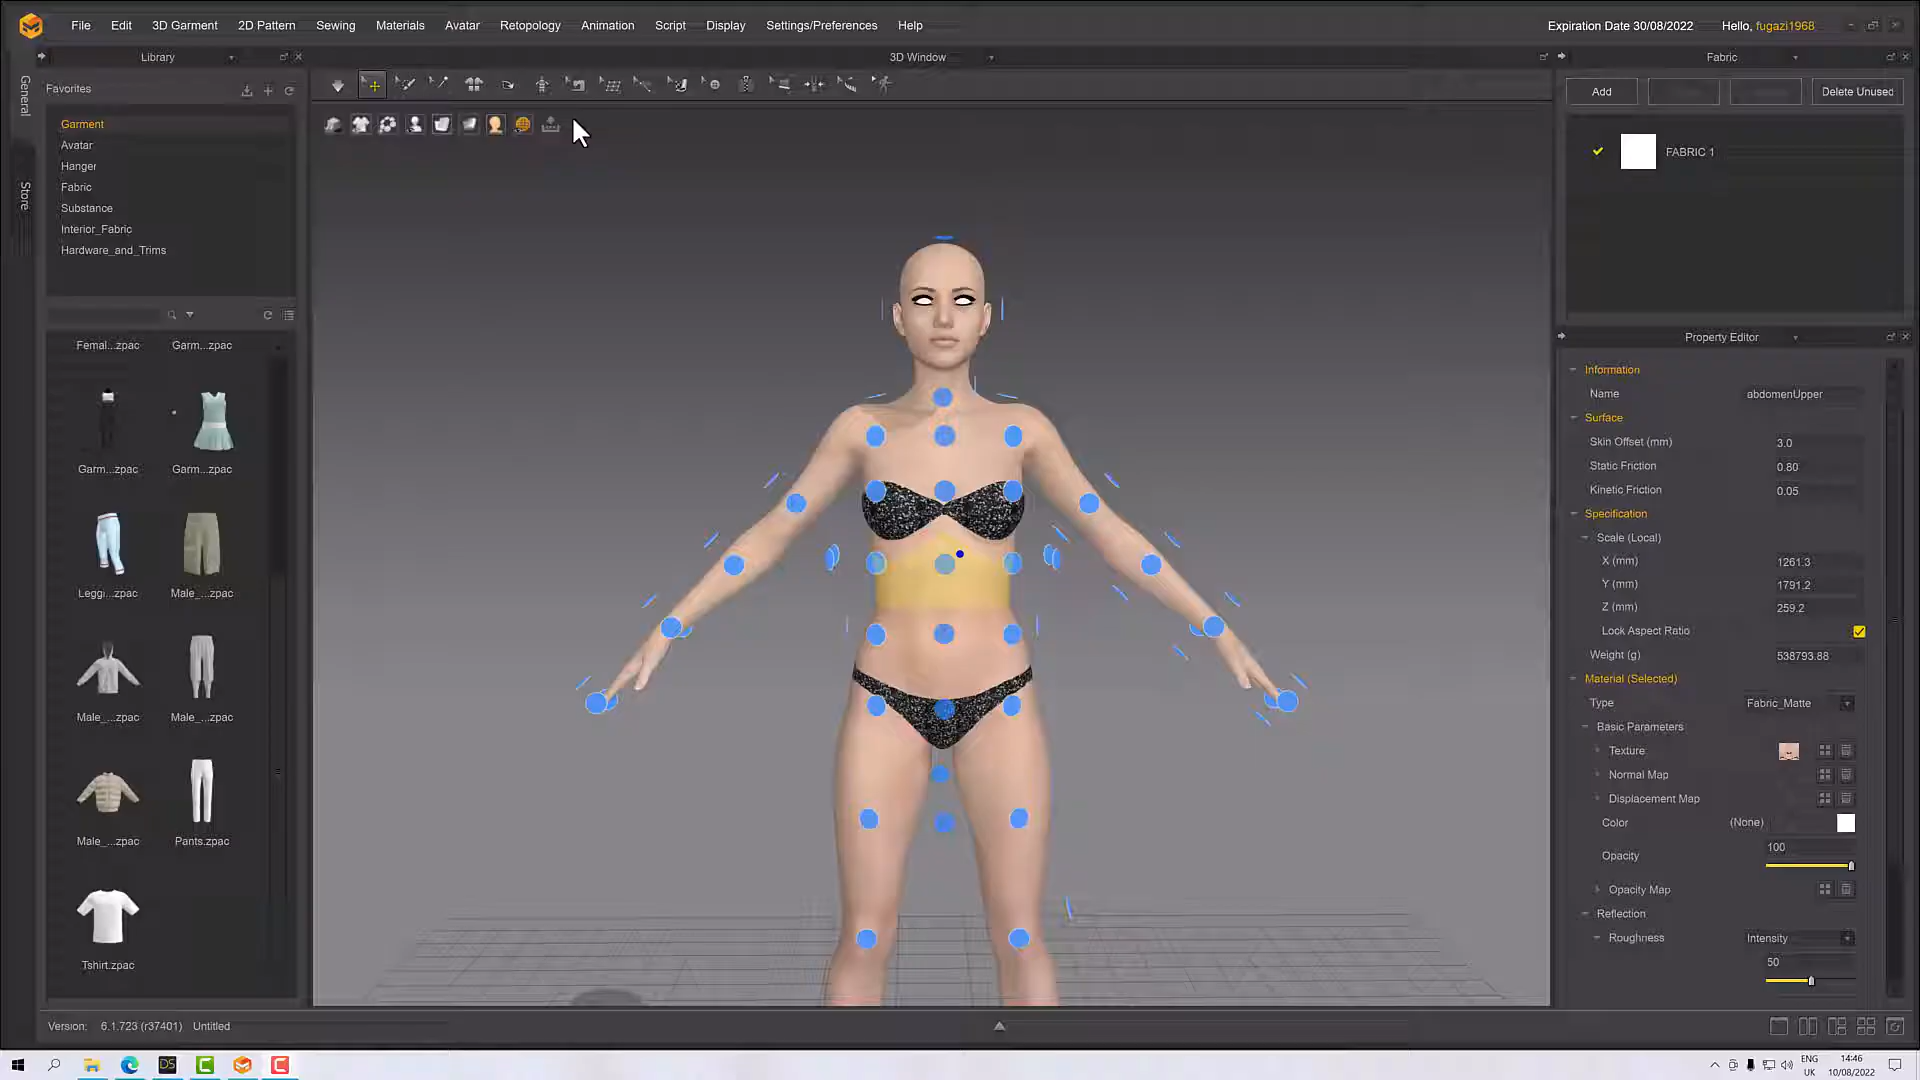 File Edit 3D Garment 2D Pattern Sewing Materials Avatar Retopology Animation Script Display Settings/Preferences Help
Expiration Date 30/08/2022 Hello, fugazi1968
Library
3D Window
Fabric
General
Store
Favorites
Garment
Avatar
Hanger
Fabric
Substance
Interior_Fabric
Hardware_and_Trims
Femal...zpac Garm...zpac
Garm...zpac Garm...zpac
Leggi...zpac Male_...zpac
Male_...zpac Male_...zpac
Male_...zpac Pants.zpac
Tshirt.zpac
Add
Delete Unused
FABRIC 1
Property Editor
Information
Name abdomenUpper
Surface
Skin Offset (mm) 3.0
Static Friction 0.80
Kinetic Friction 0.05
Specification
Scale (Local)
X (mm) 1261.3
Y (mm) 1791.2
Z (mm) 259.2
Lock Aspect Ratio
Weight (g) 538793.88
Material (Selected)
Type Fabric_Matte
Basic Parameters
Texture
Normal Map
Displacement Map
Color (None)
Opacity 100
Opacity Map
Reflection
Roughness Intensity
50
Version: 6.1.723 (r37401) Untitled
DS
ENG
UK
14:46
10/08/2022